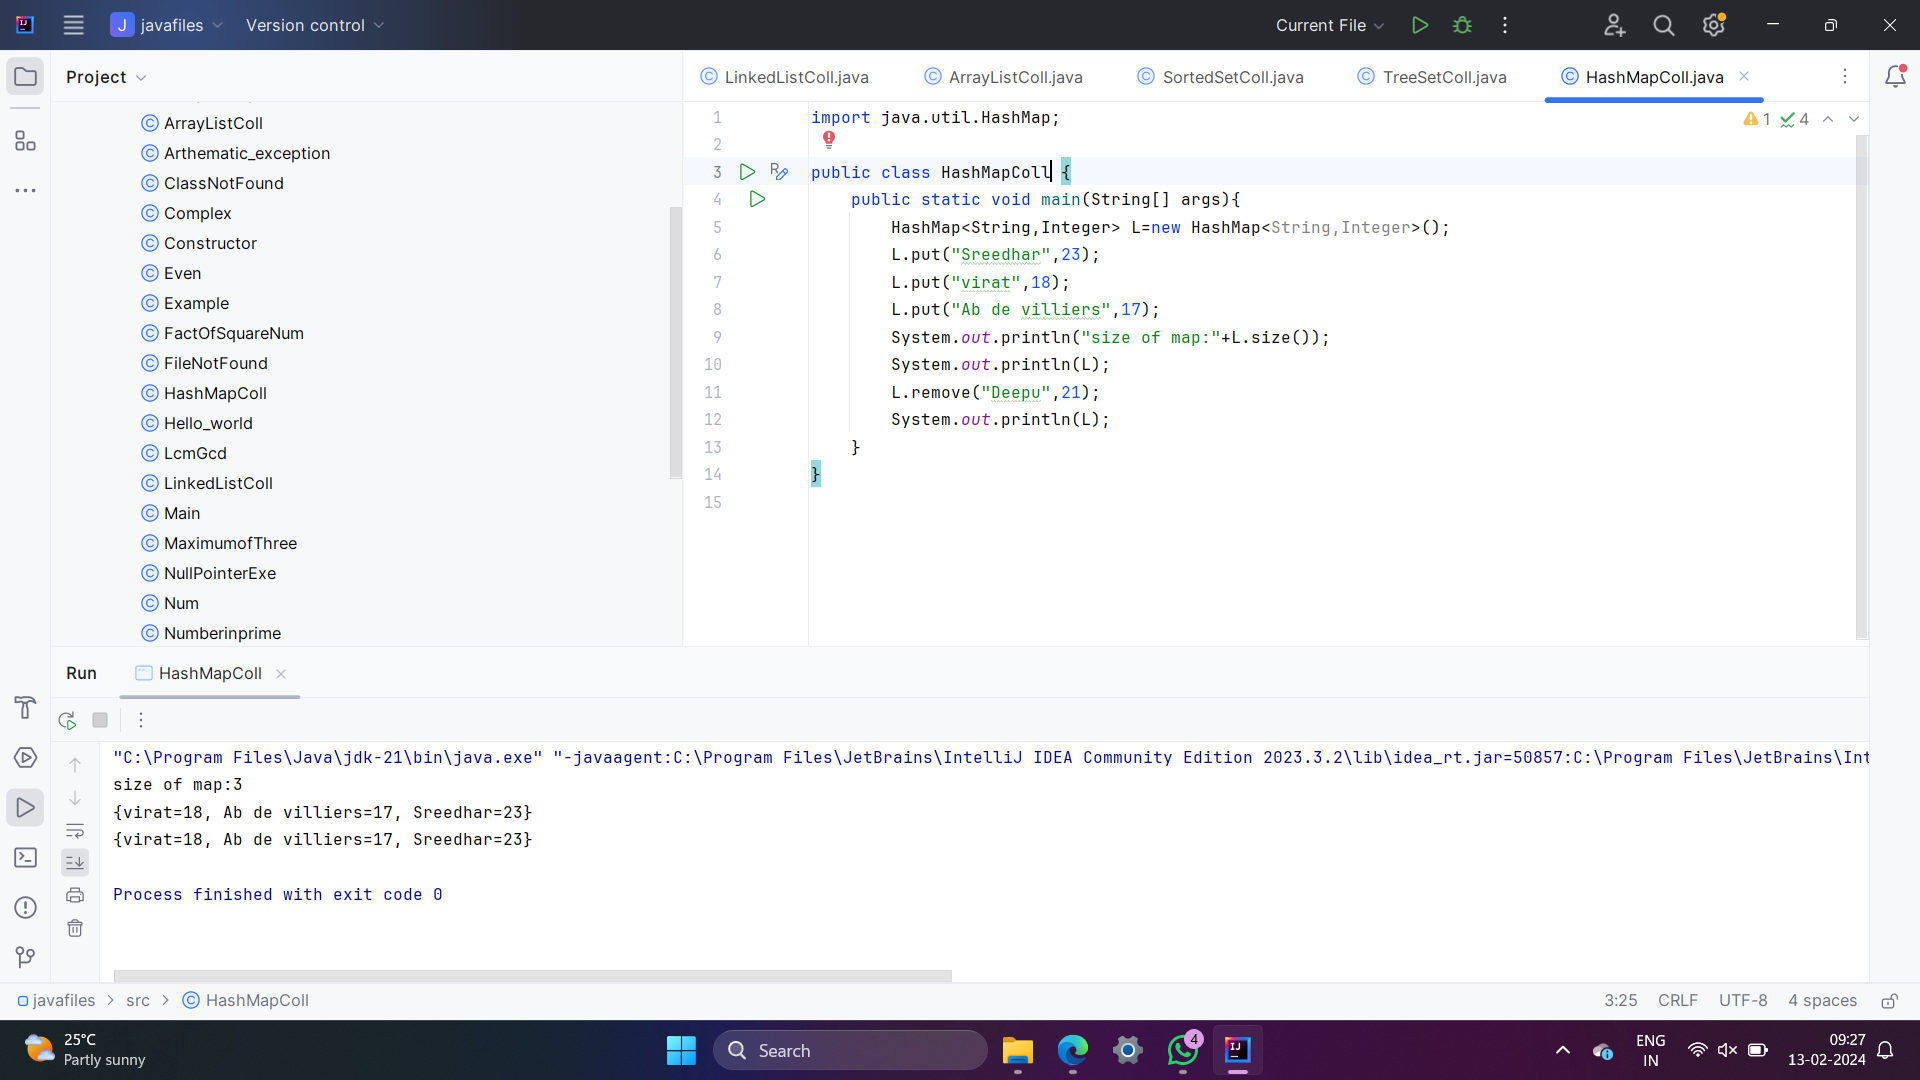 J javafiles Version control Current File
Project
ArrayListColl
Arthematic_exception
ClassNotFound
Complex
Constructor
Even
Example
FactOfSquareNum
FileNotFound
HashMapColl
Hello_world
LcmGcd
LinkedListColl
Main
MaximumofThree
NullPointerExe
Num
Numberinprime
LinkedListColl.java ArrayListColl.java SortedSetColl.java TreeSetColl.java HashMapColl.java
1 4
1 import java.util.HashMap;
2
3 public class HashMapColl {
4 public static void main(String[] args){
5 HashMap<String,Integer> L=new HashMap<String,Integer>();
6 L.put("Sreedhar",23);
7 L.put("virat",18);
8 L.put("Ab de villiers",17);
9 System.out.println("size of map:"+L.size());
10 System.out.println(L);
11 L.remove("Deepu",21);
12 System.out.println(L);
13 }
14 }
15
Run HashMapColl
"C:\Program Files\Java\jdk-21\bin\java.exe" "-javaagent:C:\Program Files\JetBrains\IntelliJ IDEA Community Edition 2023.3.2\lib\idea_rt.jar=50857:C:\Program Files\JetBrains\Int
size of map:3
{virat=18, Ab de villiers=17, Sreedhar=23}
{virat=18, Ab de villiers=17, Sreedhar=23}
Process finished with exit code 0
javafiles > src > HashMapColl 3:25 CRLF UTF-8 4 spaces
25°C
Partly sunny
Search
4
ENG
IN
09:27
13-02-2024